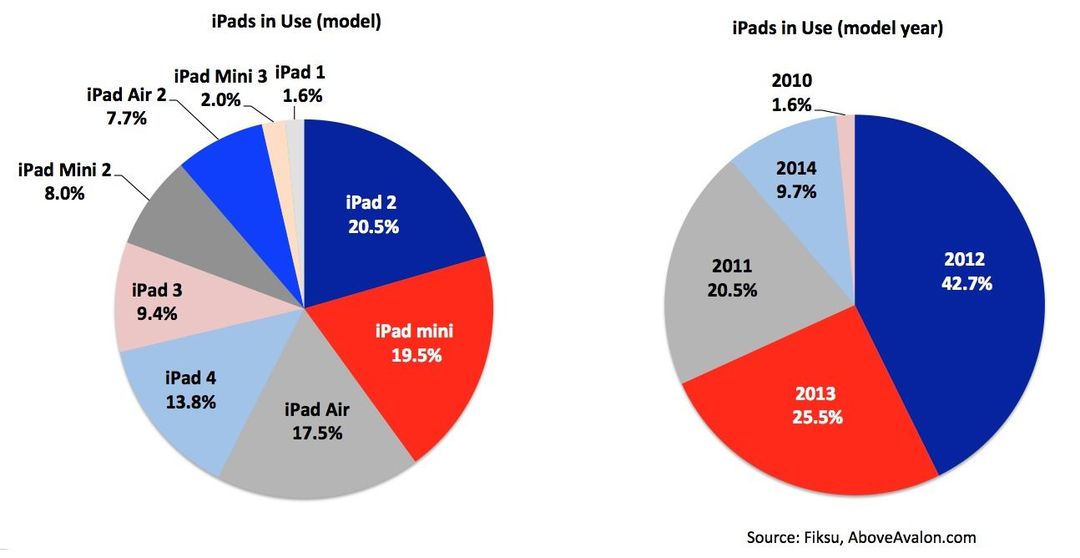 iPads in Use (model)
iPad Mini 3
2.0%
iPad 1
1.6%
iPad Air 2
7.7%
iPad Mini 2
8.0%
iPad 2
20.5%
iPad 3
9.4%
iPad mini
19.5%
iPad 4
13.8%
iPad Air
17.5%
iPads in Use (model year)
2010
1.6%
2014
9.7%
2011
20.5%
2012
42.7%
2013
25.5%
Source: Fiksu, AboveAvalon.com